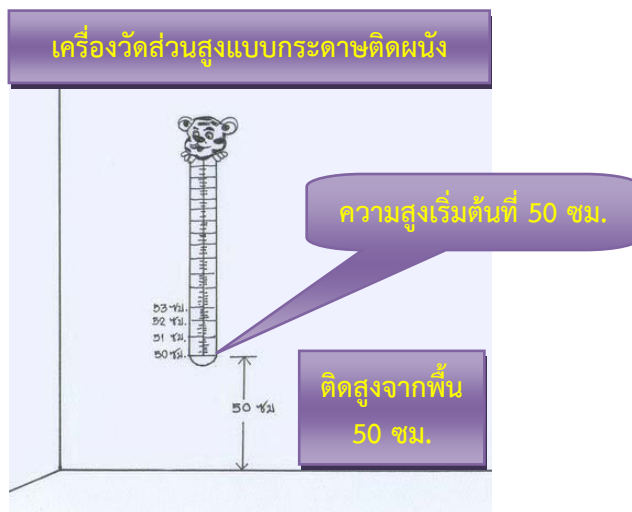 เครื่องวัดส่วนสูงแบบกระดาษติดผนัง
ความสูงเริ่มต้นที่ 50 ซม.
53 ซม.
52 ซม.
51 ซม.
50 ซม.
50 ซม
ติดสูงจากพื้น
50 ซม.